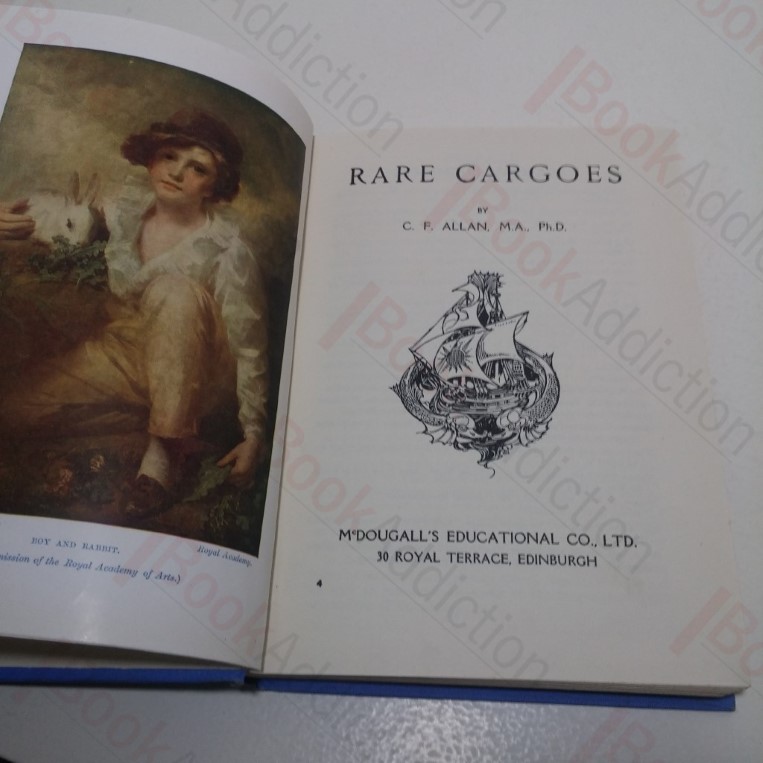 BOY AND RABBIT.
Royal Academy.
mission of the Royal Academy of Arts.)
RARE CARGOES
BY
C. F. ALLAN, M.A., Ph.D.
McDOUGALL'S EDUCATIONAL CO., LTD.
30 ROYAL TERRACE, EDINBURGH
4
BookAddiction